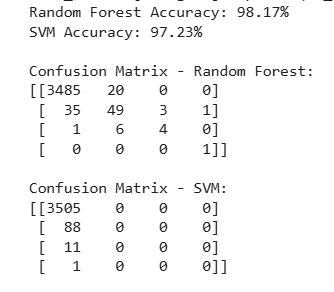 Random Forest Accuracy: 98.17%
SVM Accuracy: 97.23%
Confusion Matrix - Random Forest:
[[3485 20 0 0]
[ 35 49 3 1]
[ 1 6 4 0]
[ 0 0 0 1]]
Confusion Matrix - SVM:
[[3505 0 0 0]
[ 88 0 0 0]
[ 11 0 0 0]
[ 1 0 0 0]]